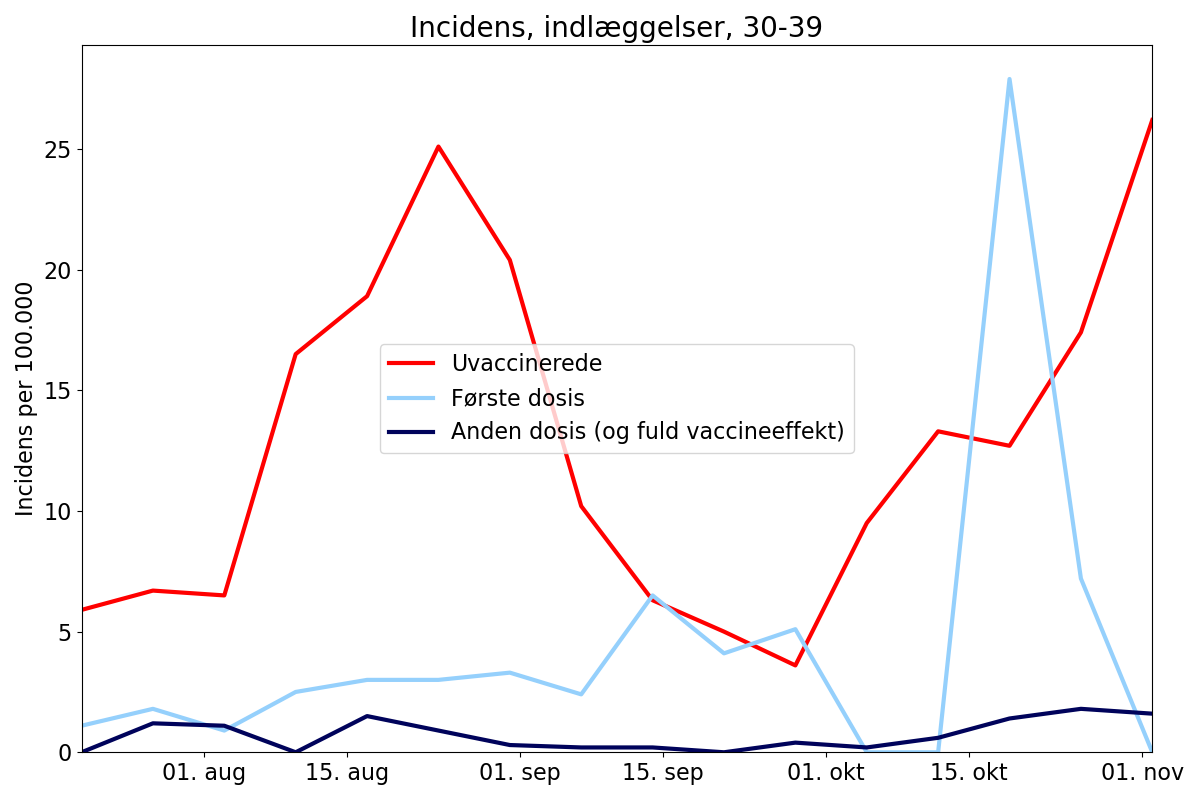 Incidens, indlæggelser, 30-39
Incidens per 100.000
25
20
15
10
5
0
Uvaccinerede
Første dosis
Anden dosis (og fuld vaccineeffekt)
01. aug
15. aug
01. sep
15. sep
01. okt
15. okt
01. nov